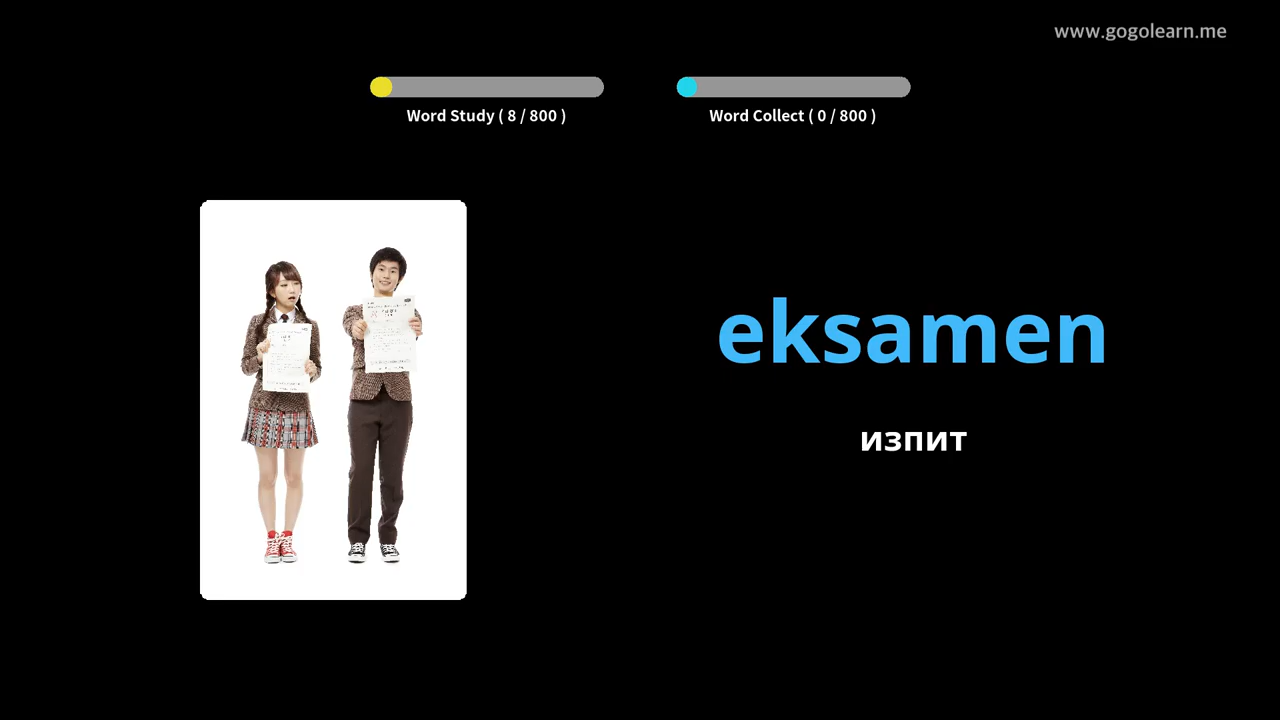 www.gogolearn.me
Word Study ( 8 / 800 )
Word Collect ( 0 / 800 )
eksamen
изпит